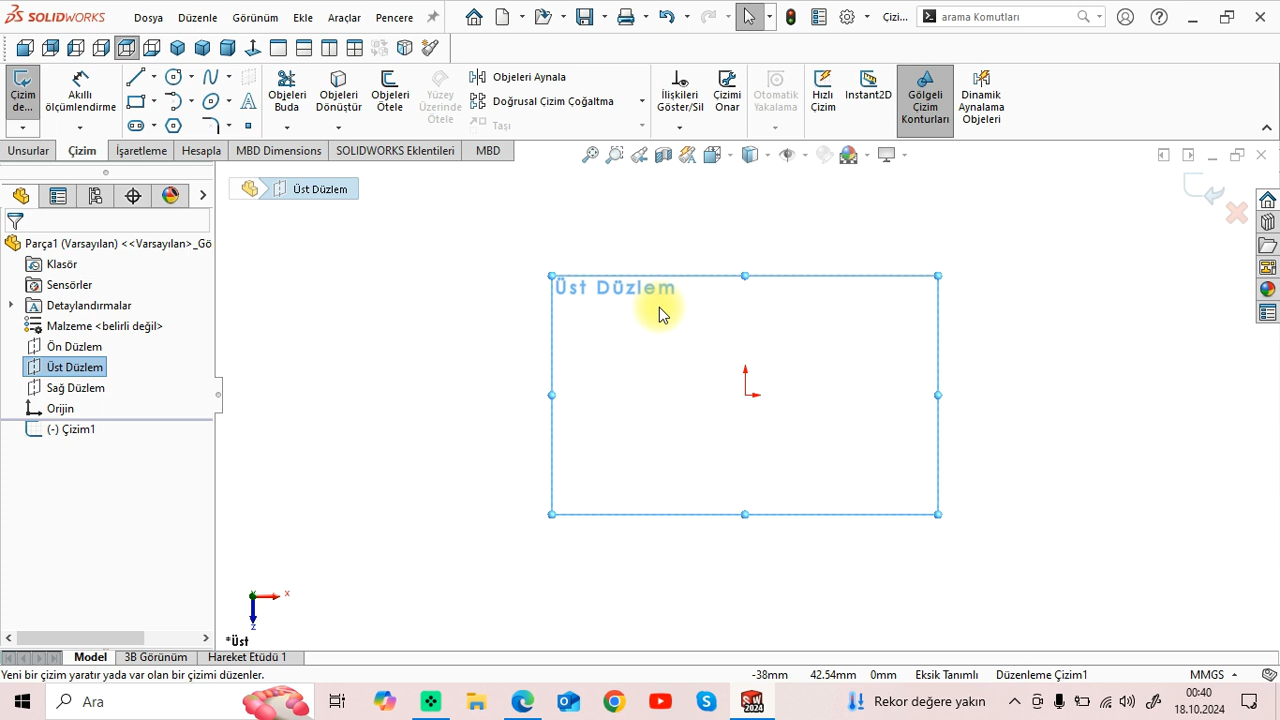 SOLIDWORKS Dosya Düzenle Görünüm Ekle Araçlar Pencere Çizi... arama Komutları
Çizim de...
Akıllı ölçümlendirme
Objeleri Buda
Objeleri Dönüştür
Objeleri Ötele
Yüzey Üzerinde Ötele
Objeleri Aynala
Doğrusal Çizim Çoğaltma
Taşı
İlişkileri Göster/Sil
Çizimi Onar
Otomatik Yakalama
Hızlı Çizim
Instant2D
Gölgeli Çizim Konturları
Dinamik Aynalama Objeleri
Unsurlar Çizim İşaretleme Hesapla MBD Dimensions SOLIDWORKS Eklentileri MBD
Üst Düzlem
Parça1 (Varsayılan) <<Varsayılan>_Gö
Klasör
Sensörler
Detaylandırmalar
Malzeme <belirli değil>
Ön Düzlem
Üst Düzlem
Sağ Düzlem
Orijin
(-) Çizim1
Üst Düzlem
x
Y
z
*Üst
Model 3B Görünüm Hareket Etüdü 1
Yeni bir çizim yaratır yada var olan bir çizimi düzenler. -38mm 42.54mm 0mm Eksik Tanımlı Düzenleme Çizim1 MMGS
Ara
SW 2024
Rekor değere yakın
00:40
18.10.2024